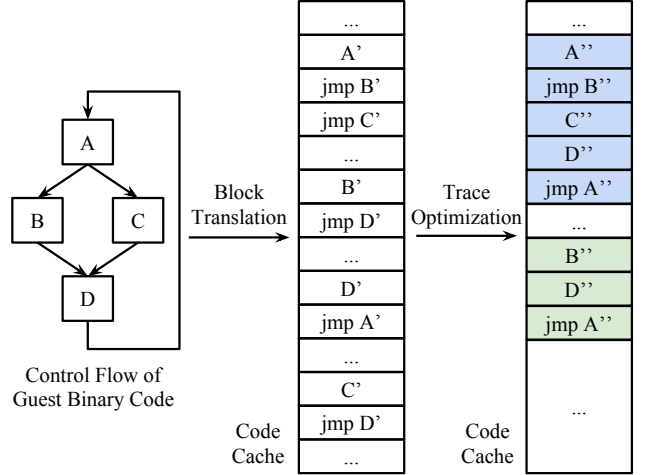 A
B
C
D
Control Flow of
Guest Binary Code
Block
Translation
...
A’
jmp B’
jmp C’
...
B’
jmp D’
...
D’
jmp A’
...
C’
jmp D’
...
Code
Cache
Trace
Optimization
...
A’’
jmp B’’
C’’
D’’
jmp A’’
...
B’’
D’’
jmp A’’
...
Code
Cache